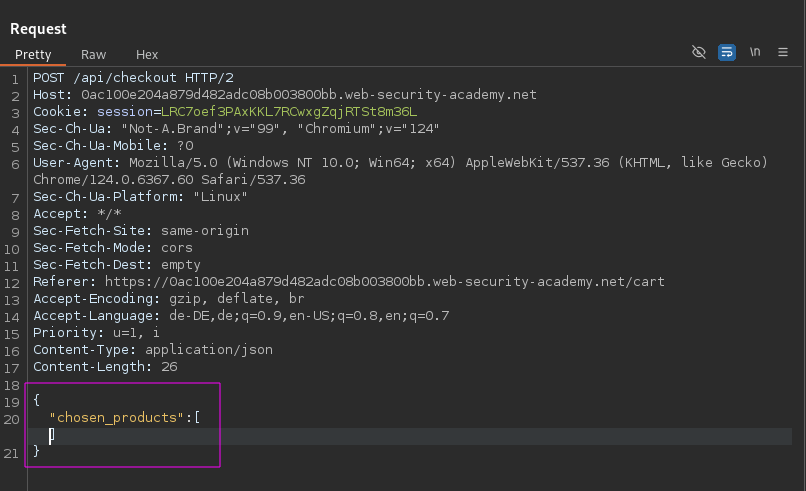 Request
Pretty Raw Hex
\n
1 POST /api/checkout HTTP/2
2 Host: 0ac100e204a879d482adc08b003800bb.web-security-academy.net
3 Cookie: session=LRC7oef3PAxKKL7RCwxgZqjRTSt8m36L
4 Sec-Ch-Ua: "Not-A.Brand";v="99", "Chromium";v="124"
5 Sec-Ch-Ua-Mobile: ?0
6 User-Agent: Mozilla/5.0 (Windows NT 10.0; Win64; x64) AppleWebKit/537.36 (KHTML, like Gecko)
Chrome/124.0.6367.60 Safari/537.36
7 Sec-Ch-Ua-Platform: "Linux"
8 Accept: */*
9 Sec-Fetch-Site: same-origin
10 Sec-Fetch-Mode: cors
11 Sec-Fetch-Dest: empty
12 Referer: https://0ac100e204a879d482adc08b003800bb.web-security-academy.net/cart
13 Accept-Encoding: gzip, deflate, br
14 Accept-Language: de-DE,de;q=0.9,en-US;q=0.8,en;q=0.7
15 Priority: u=1, i
16 Content-Type: application/json
17 Content-Length: 26
18
19 {
20 "chosen_products":[
]
21 }